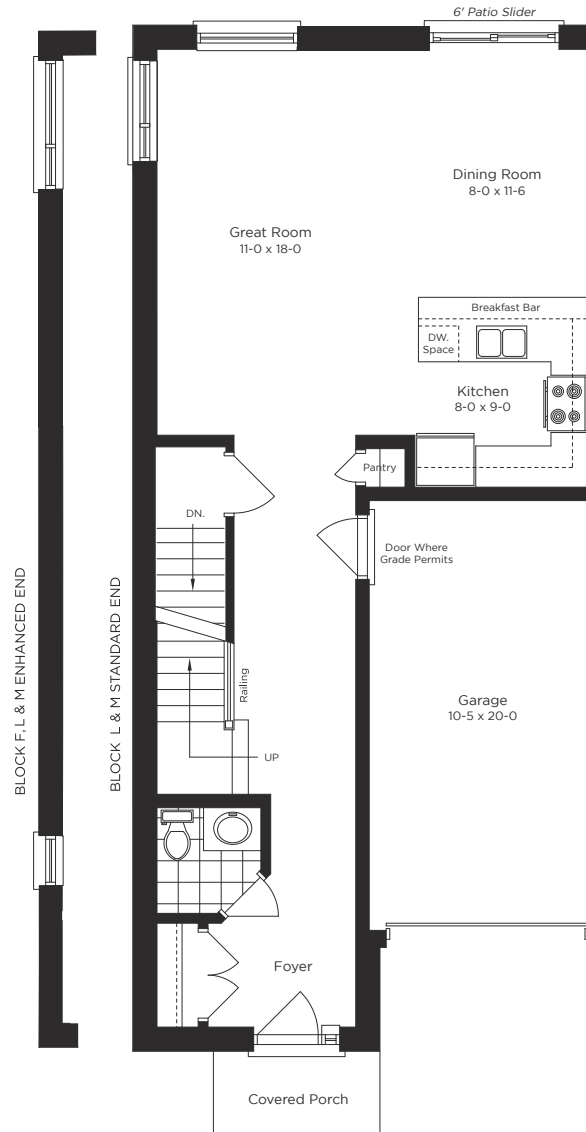 6' Patio Slider
Dining Room
8-0 x 11-6
Great Room
11-0 x 18-0
Breakfast Bar
DW.
Space
Kitchen
8-0 x 9-0
Pantry
DN.
Door Where
Grade Permits
BLOCK F, L & M ENHANCED END
BLOCK L & M STANDARD END
Railing
Garage
10-5 x 20-0
UP
Foyer
Covered Porch